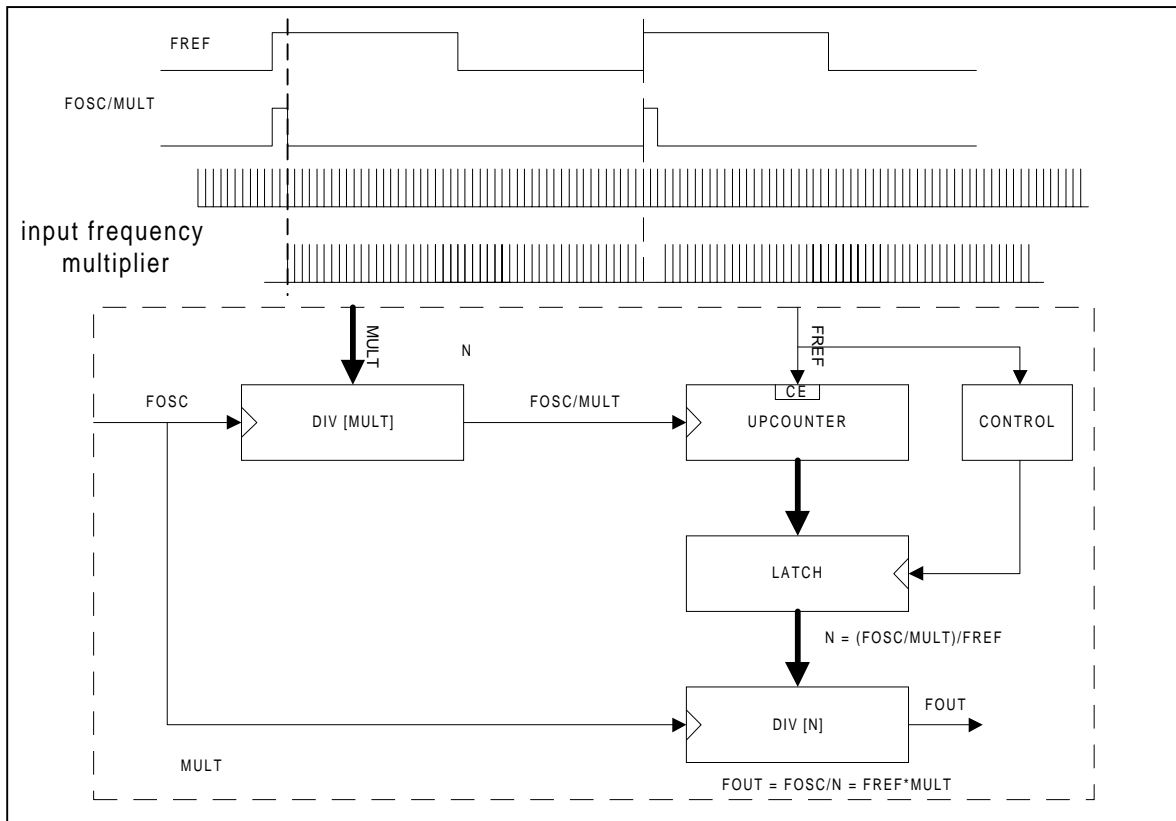 FREF
FOSC/MULT
input frequency
multiplier
MULT
FREF
N
CE
FOSC
DIV [MULT]
FOSC/MULT
UPCOUNTER
CONTROL
LATCH
N = (FOSC/MULT)/FREF
FOUT
DIV [N]
MULT
FOUT = FOSC/N = FREF*MULT